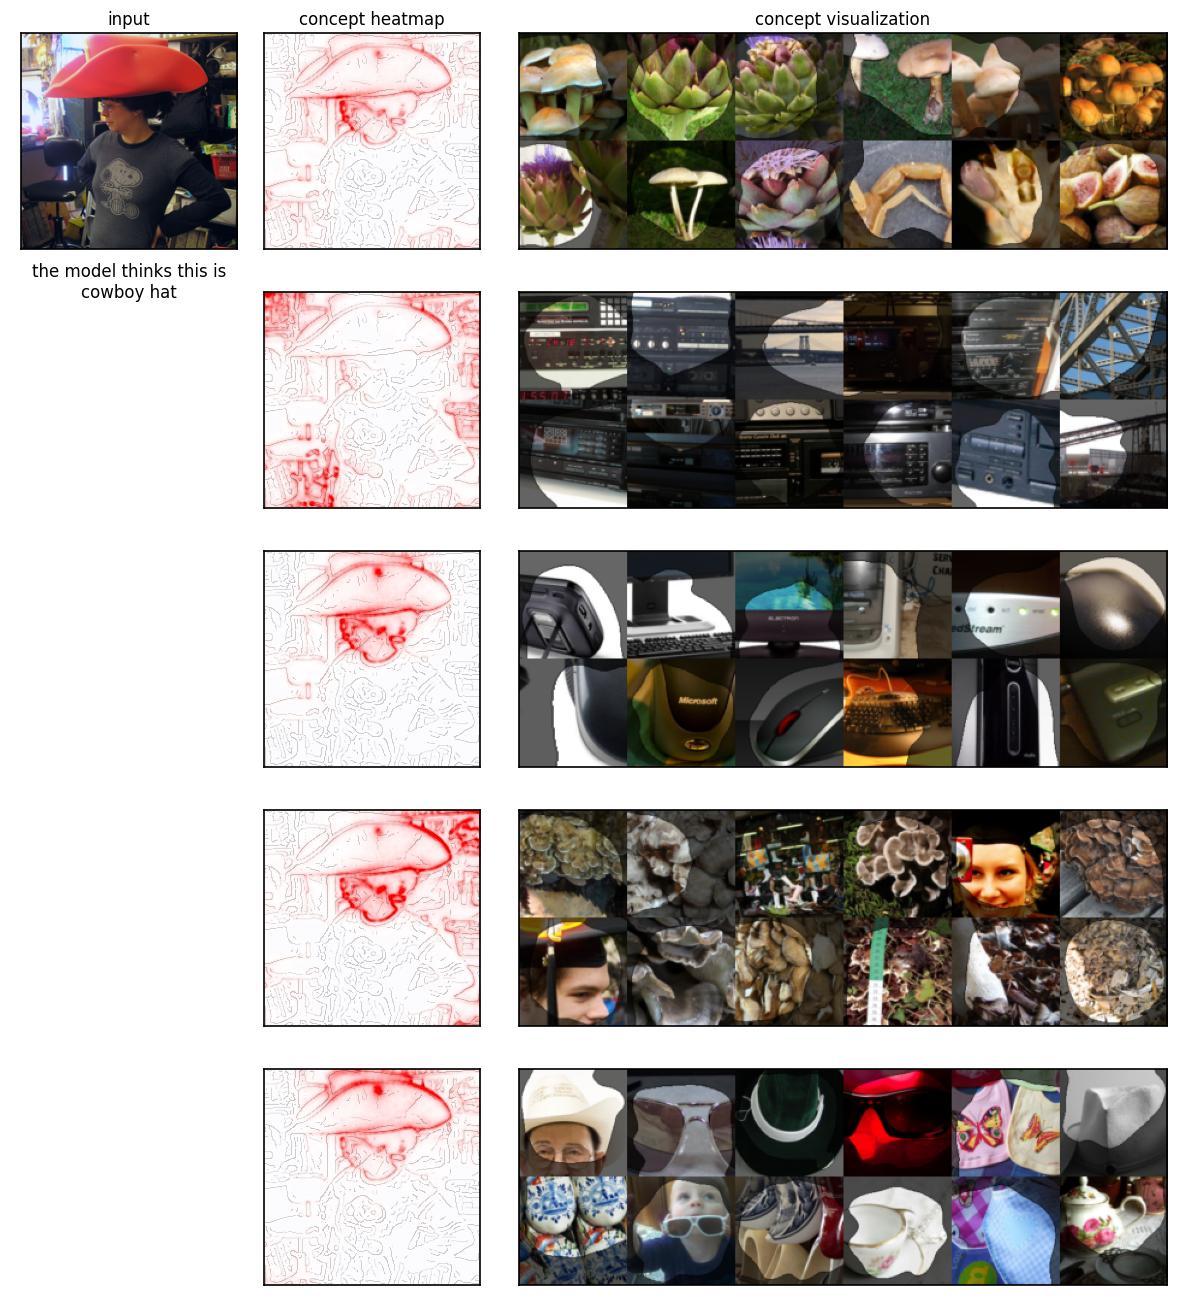 input
concept heatmap
concept visualization
the model thinks this is
cowboy hat
ELECTRON
edStream
Microsoft